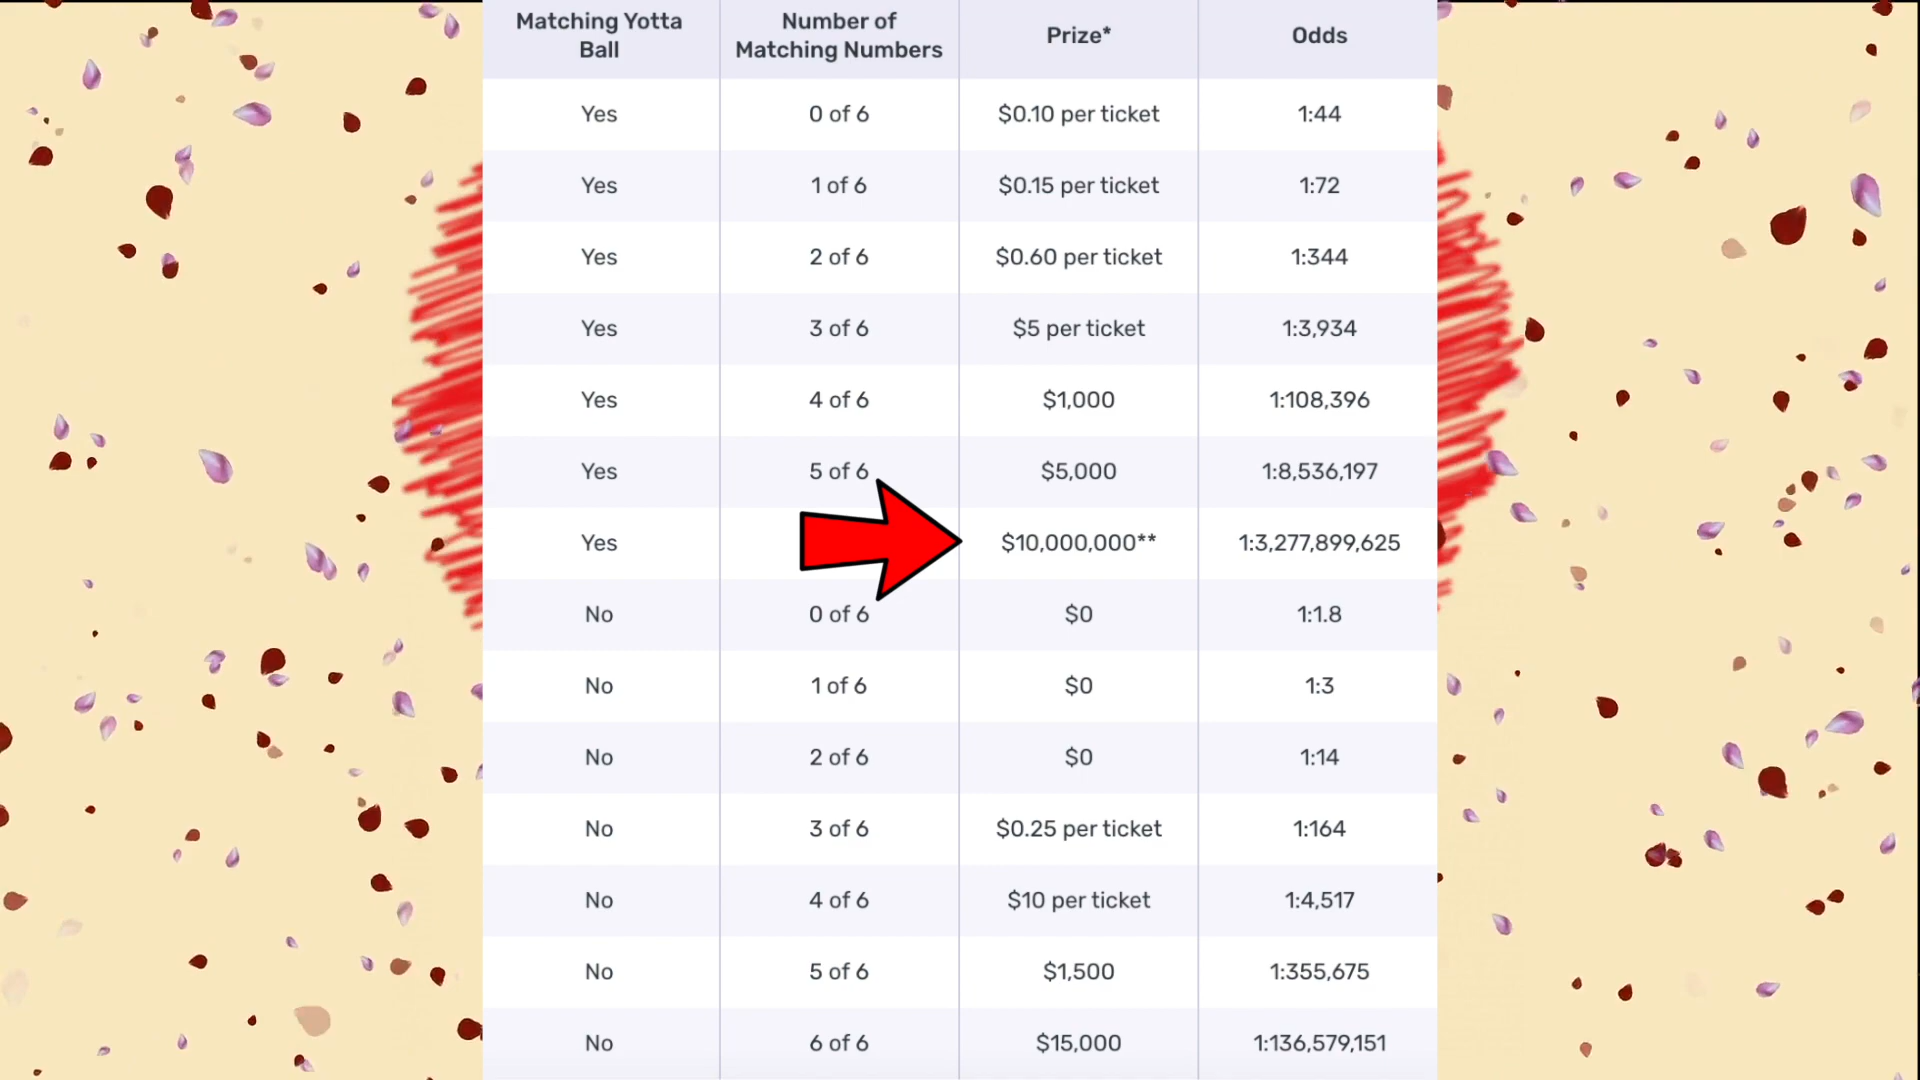 Matching Yotta Ball
Number of Matching Numbers
Prize*
Odds
Yes 0 of 6 $0.10 per ticket 1:44
Yes 1 of 6 $0.15 per ticket 1:72
Yes 2 of 6 $0.60 per ticket 1:344
Yes 3 of 6 $5 per ticket 1:3,934
Yes 4 of 6 $1,000 1:108,396
Yes 5 of 6 $5,000 1:8,536,197
Yes $10,000,000** 1:3,277,899,625
No 0 of 6 $0 1:1.8
No 1 of 6 $0 1:3
No 2 of 6 $0 1:14
No 3 of 6 $0.25 per ticket 1:164
No 4 of 6 $10 per ticket 1:4,517
No 5 of 6 $1,500 1:355,675
No 6 of 6 $15,000 1:136,579,151